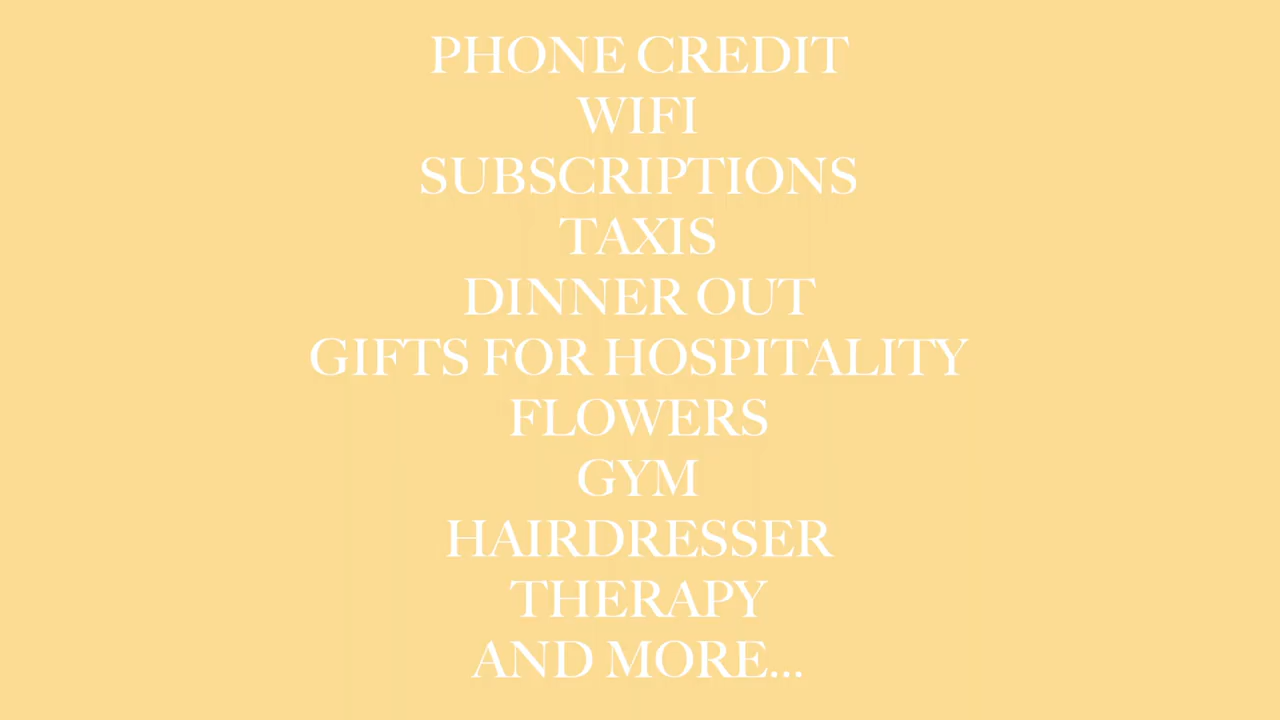 PHONE CREDIT
WIFI
SUBSCRIPTIONS
TAXIS
DINNER OUT
GIFTS FOR HOSPITALITY
FLOWERS
GYM
HAIRDRESSER
THERAPY
AND MORE...